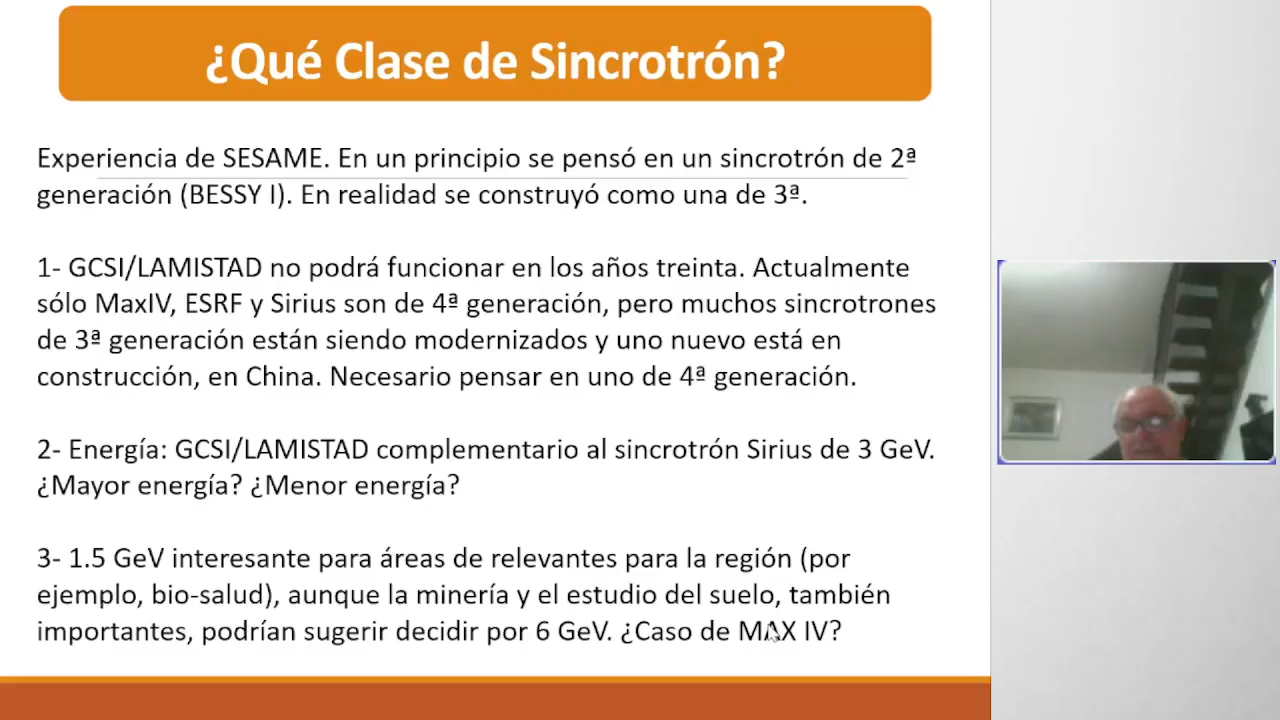 ¿Qué Clase de Sincrotrón?
Experiencia de SESAME. En un principio se pensó en un sincrotrón de 2ª
generación (BESSY I). En realidad se construyó como una de 3ª.
1- GCSI/LAMISTAD no podrá funcionar en los años treinta. Actualmente
sólo MaxIV, ESRF y Sirius son de 4ª generación, pero muchos sincrotrones
de 3ª generación están siendo modernizados y uno nuevo está en
construcción, en China. Necesario pensar en uno de 4ª generación.
2- Energía: GCSI/LAMISTAD complementario al sincrotrón Sirius de 3 GeV.
¿Mayor energía? ¿Menor energía?
3- 1.5 GeV interesante para áreas de relevantes para la región (por
ejemplo, bio-salud), aunque la minería y el estudio del suelo, también
importantes, podrían sugerir decidir por 6 GeV. ¿Caso de MAX IV?